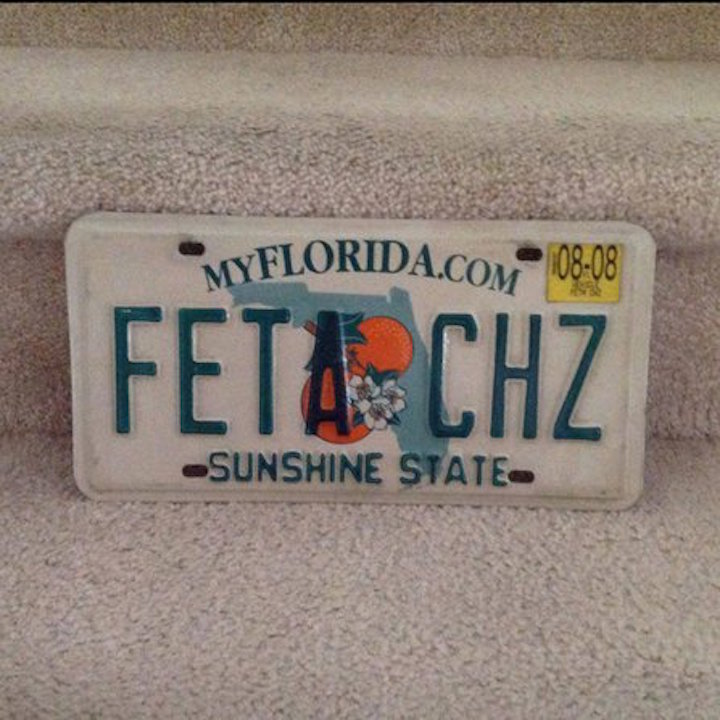 MYFLORIDA.COM
08-08
FETA CHZ
SUNSHINE STATE